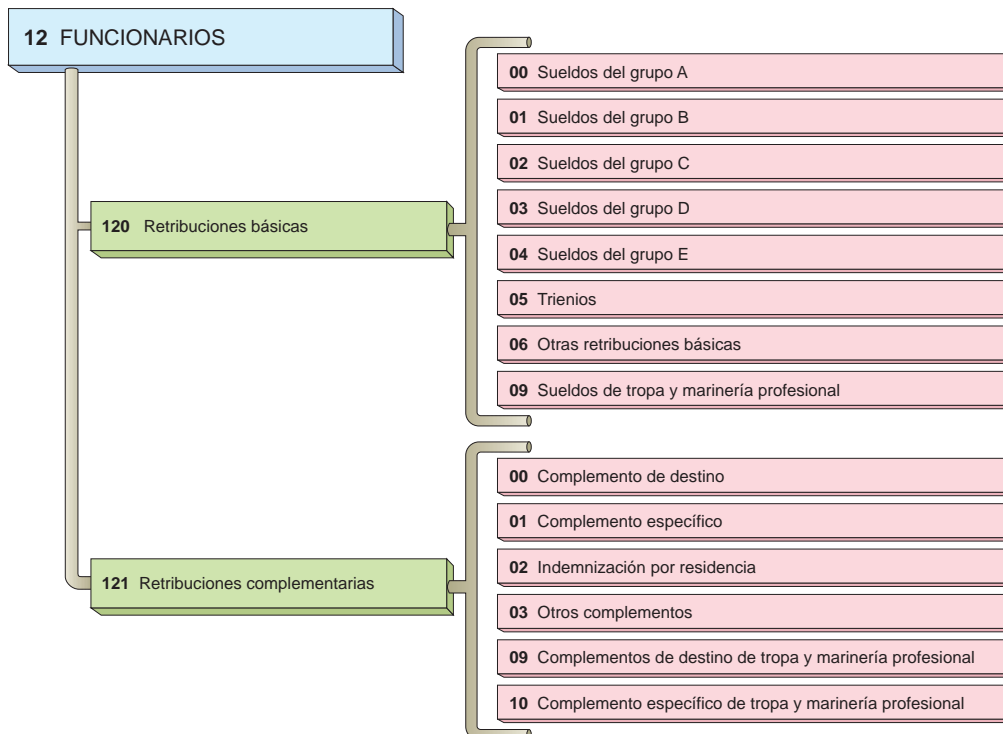 12 FUNCIONARIOS
120 Retribuciones básicas
00 Sueldos del grupo A
01 Sueldos del grupo B
02 Sueldos del grupo C
03 Sueldos del grupo D
04 Sueldos del grupo E
05 Trienios
06 Otras retribuciones básicas
09 Sueldos de tropa y marinería profesional
121 Retribuciones complementarias
00 Complemento de destino
01 Complemento específico
02 Indemnización por residencia
03 Otros complementos
09 Complementos de destino de tropa y marinería profesional
10 Complemento específico de tropa y marinería profesional